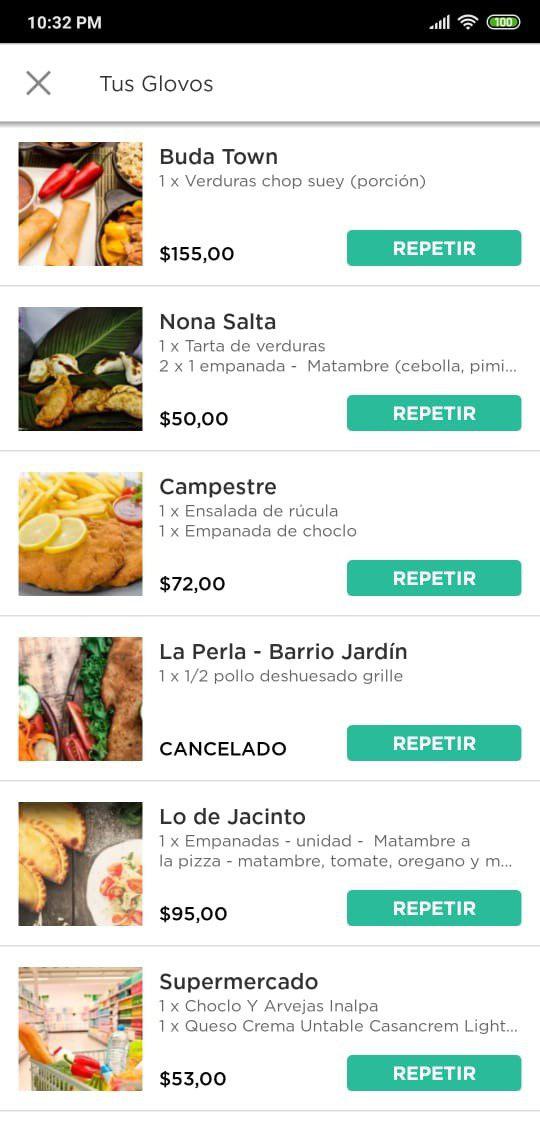 10:32 PM
100
Tus Glovos
Buda Town
1 x Verduras chop suey (porción)
$155,00
REPETIR
Nona Salta
1 x Tarta de verduras
2 x 1 empanada -  Matambre (cebolla, pimi...
$50,00
REPETIR
Campestre
1 x Ensalada de rúcula
1 x Empanada de choclo
$72,00
REPETIR
La Perla - Barrio Jardín
1 x 1/2 pollo deshuesado grille
CANCELADO
REPETIR
Lo de Jacinto
1 x Empanadas - unidad -  Matambre a
la pizza - matambre, tomate, oregano y m...
$95,00
REPETIR
Supermercado
1 x Choclo Y Arvejas Inalpa
1 x Queso Crema Untable Casancrem Light...
$53,00
REPETIR